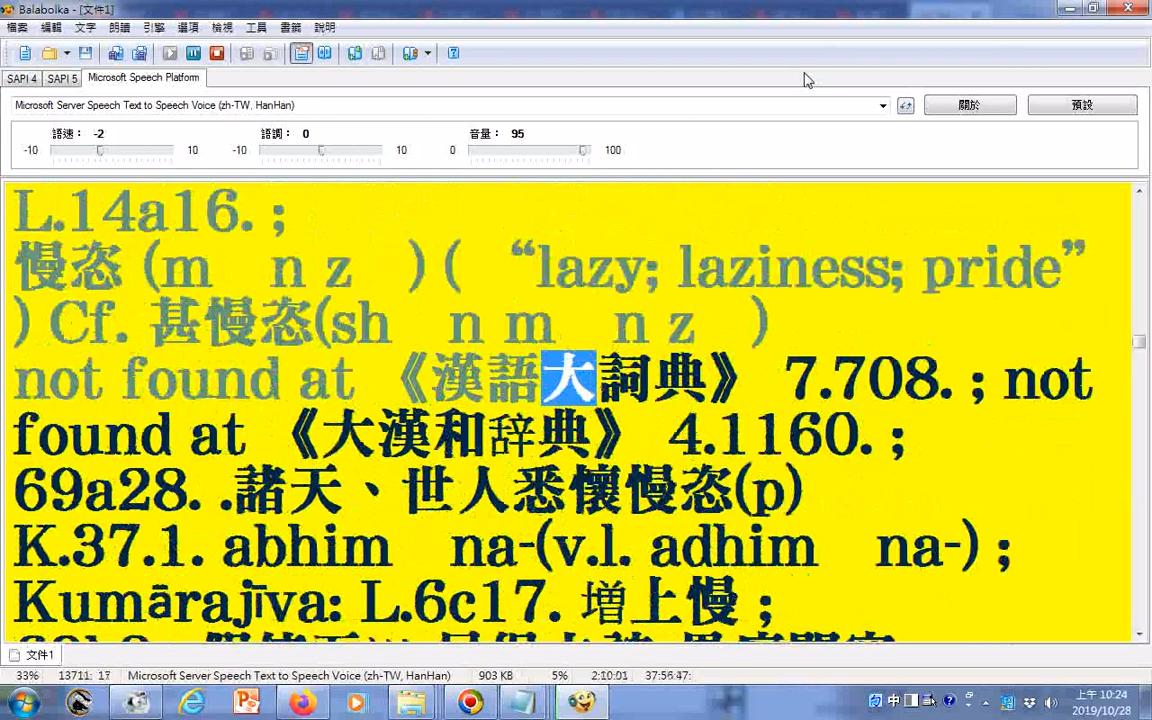 Balabolka - [文件1]
檔案 編輯 文字 朗讀 引擎 選項 檢視 工具 書籤 說明
SAPI 4 SAPI 5 Microsoft Speech Platform
Microsoft Server Speech Text to Speech Voice (zh-TW, HanHan) 關於 預設
語速： -2 語調： 0 音量： 95
-10 10 -10 10 0 100
L.14a16. ;
慢恣 (m n z ) ( “lazy; laziness; pride”
) Cf. 甚慢恣(sh n m n z )
not found at 《漢語大詞典》 7.708. ; not
found at 《大漢和辞典》 4.1160. ;
69a28. .諸天、世人悉懷慢恣(p)
K.37.1. abhim na-(v.l. adhim na-) ;
Kumārajīva: L.6c17. 增上慢 ;
文件1
33% 13711: 17 Microsoft Server Speech Text to Speech Voice (zh-TW, HanHan) 903 KB 5% 2:10:01 37:56:47:
中 上午 10:24
2019/10/28